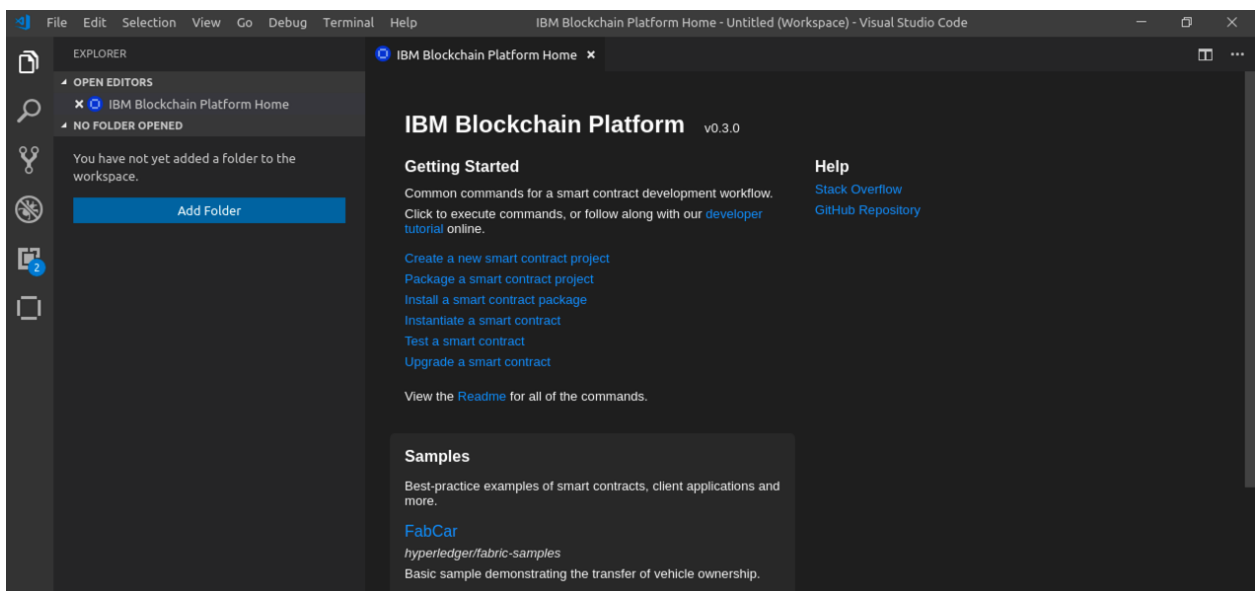 File Edit Selection View Go Debug Terminal Help IBM Blockchain Platform Home - Untitled (Workspace) - Visual Studio Code
EXPLORER
OPEN EDITORS
IBM Blockchain Platform Home
NO FOLDER OPENED
You have not yet added a folder to the
workspace.
Add Folder
2
IBM Blockchain Platform Home
IBM Blockchain Platform v0.3.0
Getting Started
Common commands for a smart contract development workflow.
Click to execute commands, or follow along with our developer
tutorial online.
Create a new smart contract project
Package a smart contract project
Install a smart contract package
Instantiate a smart contract
Test a smart contract
Upgrade a smart contract
View the Readme for all of the commands.
Help
Stack Overflow
GitHub Repository
Samples
Best-practice examples of smart contracts, client applications and
more.
FabCar
hyperledger/fabric-samples
Basic sample demonstrating the transfer of vehicle ownership.